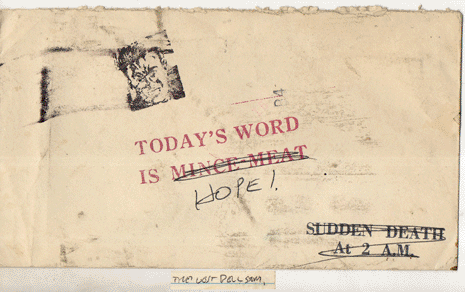 TODAY'S WORD
IS MINCE-MEAT
HOPE!
SUDDEN DEATH
At 2 A.M.